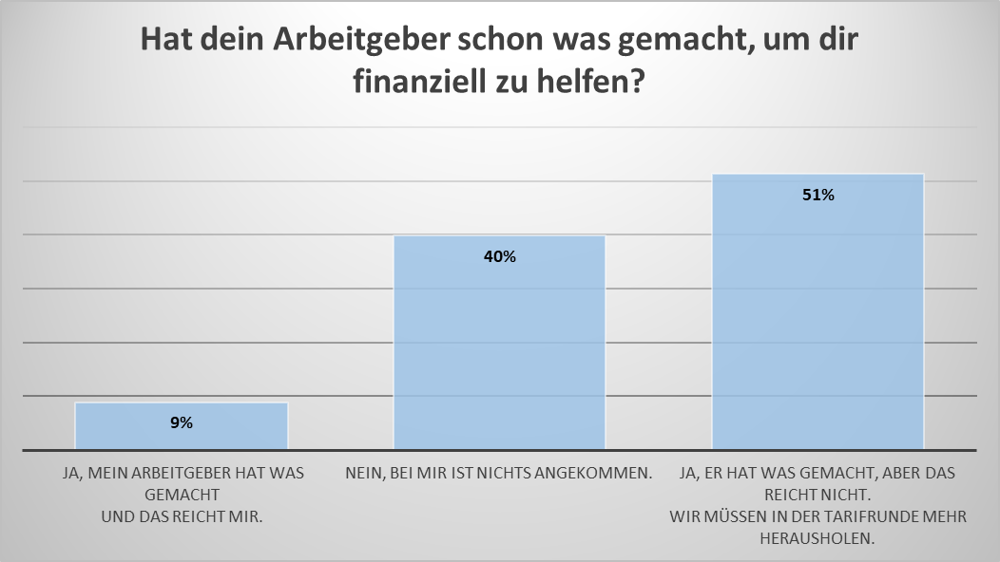 Hat dein Arbeitgeber schon was gemacht, um dir
finanziell zu helfen?
9%
40%
51%
JA, MEIN ARBEITGEBER HAT WAS
GEMACHT
UND DAS REICHT MIR.
NEIN, BEI MIR IST NICHTS ANGEKOMMEN.
JA, ER HAT WAS GEMACHT, ABER DAS
REICHT NICHT.
WIR MÜSSEN IN DER TARIFRUNDE MEHR
HERAUSHOLEN.